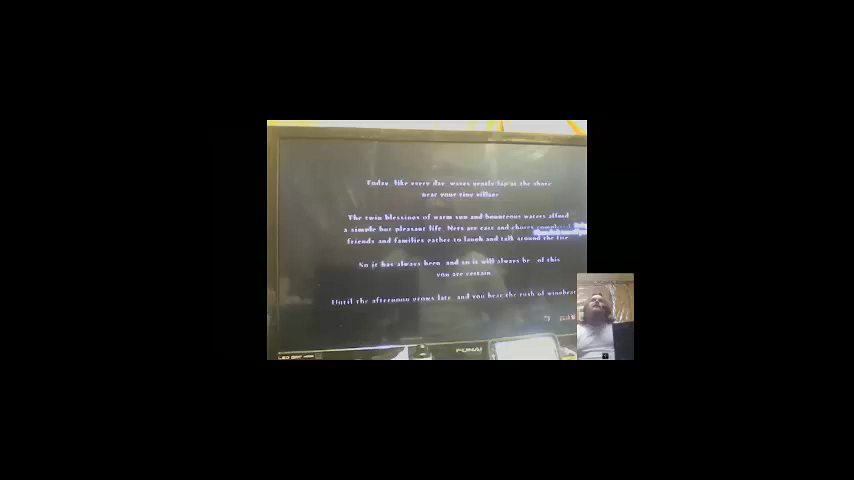 Today, like every day, waves gently lap at the shore
near your tiny village.
The twin blessings of warm sun and bounteous waters afford
a simple but pleasant life. Nets are cast and chores
friends and families gather to laugh and talk around the fire
So it has always been, and so it will always be of this
you are certain.
Until the afternoon grows late, and you hear the rush of
FUNAI